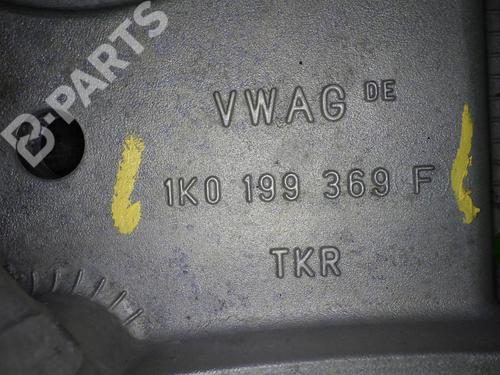 B-PARTS
VWAG DE
1K0 199 369 F
TKR